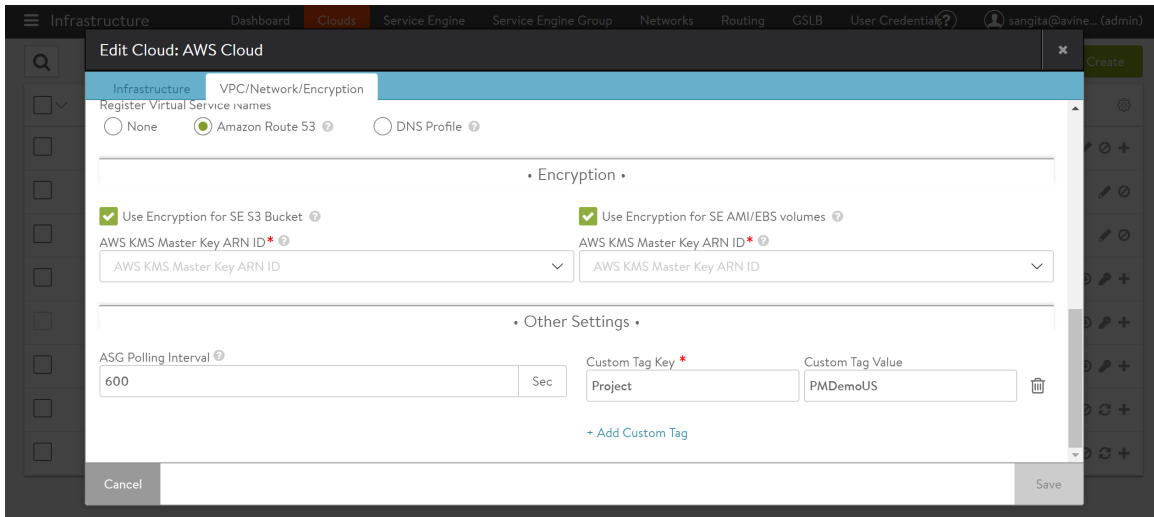 Infrastructure Dashboard Clouds Service Engine Service Engine Group Networks Routing GSLB User Credentials ? sangita@avine... (admin)
Edit Cloud: AWS Cloud
Create
Infrastructure VPC/Network/Encryption
Register Virtual Service Names
None Amazon Route 53 DNS Profile
• Encryption •
Use Encryption for SE S3 Bucket Use Encryption for SE AMI/EBS volumes
AWS KMS Master Key ARN ID* AWS KMS Master Key ARN ID*
AWS KMS Master Key ARN ID AWS KMS Master Key ARN ID
• Other Settings •
ASG Polling Interval Custom Tag Key * Custom Tag Value
600 Sec Project PMDemoUS
+ Add Custom Tag
Cancel Save